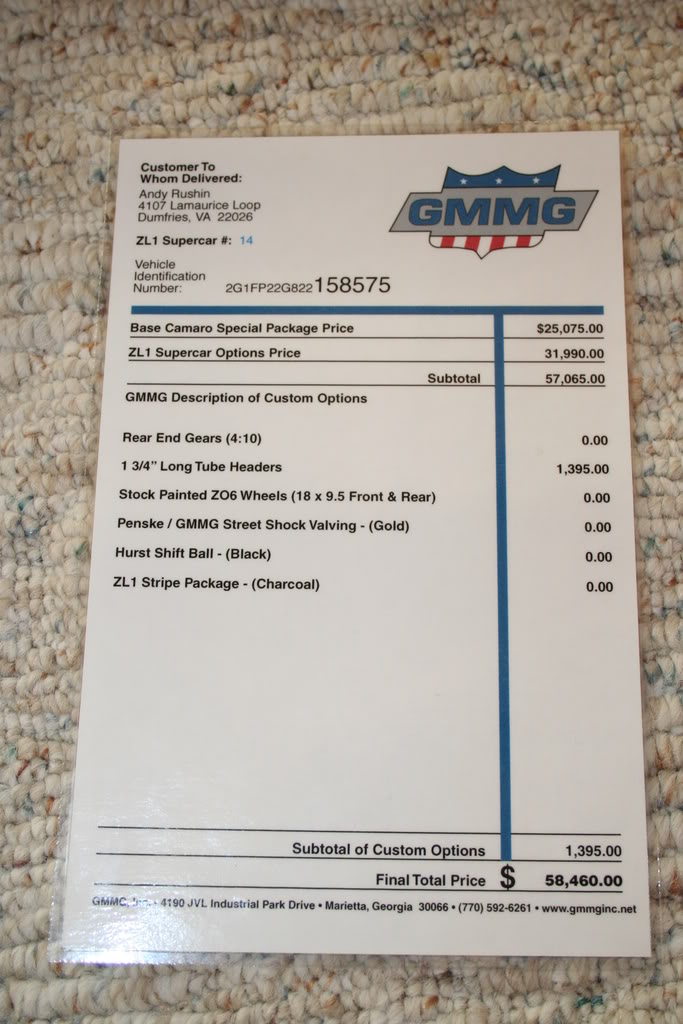 Customer To
Whom Delivered:
Andy Rushin
4107 Lamaurice Loop
Dumfries, VA 22026
ZL1 Supercar #: 14
Vehicle
Identification
Number: 2G1FP22G822158575
GMMG
Base Camaro Special Package Price $25,075.00
ZL1 Supercar Options Price 31,990.00
Subtotal 57,065.00
GMMG Description of Custom Options
Rear End Gears (4:10) 0.00
1 3/4" Long Tube Headers 1,395.00
Stock Painted ZO6 Wheels (18 x 9.5 Front & Rear) 0.00
Penske / GMMG Street Shock Valving - (Gold) 0.00
Hurst Shift Ball - (Black) 0.00
ZL1 Stripe Package - (Charcoal) 0.00
Subtotal of Custom Options 1,395.00
Final Total Price $ 58,460.00
GMMG, Inc. • 4190 JVL Industrial Park Drive • Marietta, Georgia 30066 • (770) 592-6261 • www.gmmginc.net